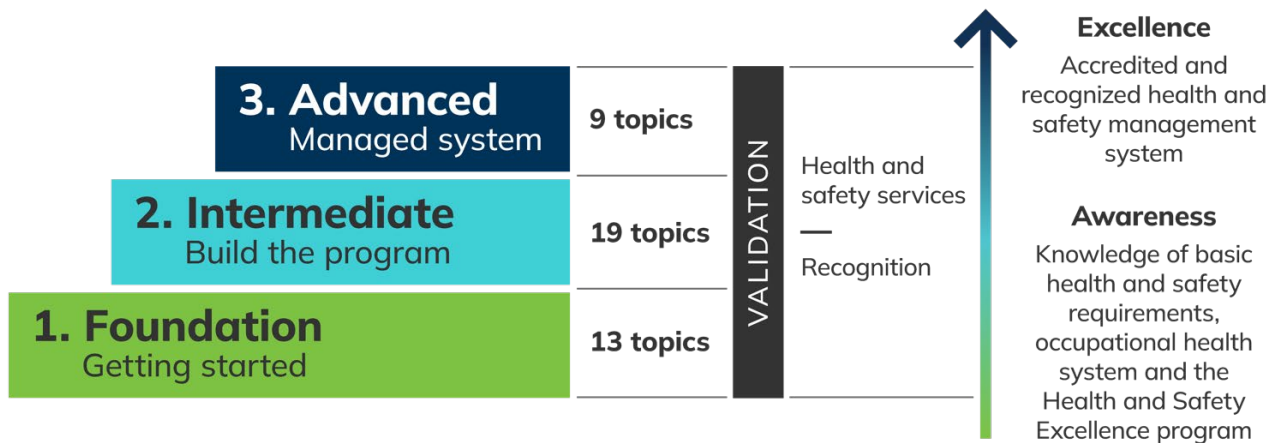 3. Advanced
Managed system
9 topics
2. Intermediate
Build the program
19 topics
1. Foundation
Getting started
13 topics
VALIDATION
Health and
safety services
—
Recognition
Excellence
Accredited and
recognized health and
safety management
system
Awareness
Knowledge of basic
health and safety
requirements,
occupational health
system and the
Health and Safety
Excellence program